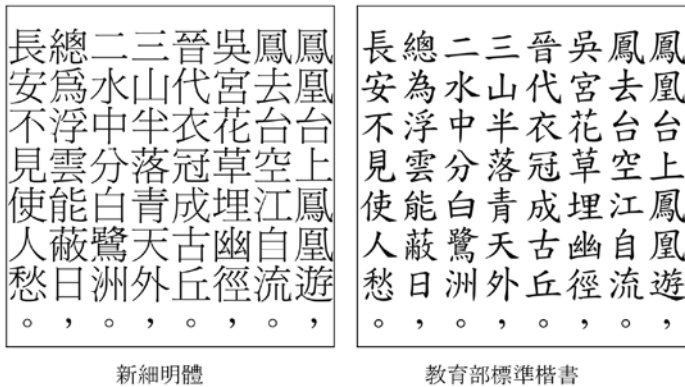 鳳凰台上鳳凰遊，
鳳去台空江自流。
吳宮花草埋幽徑，
晉代衣冠成古丘。
三山半落青天外，
二水中分白鷺洲。
總爲浮雲能蔽日，
長安不見使人愁。
新細明體
鳳凰台上鳳凰遊，
鳳去台空江自流。
吳宮花草埋幽徑，
晉代衣冠成古丘。
三山半落青天外，
二水中分白鷺洲。
總為浮雲能蔽日，
長安不見使人愁。
教育部標準楷書